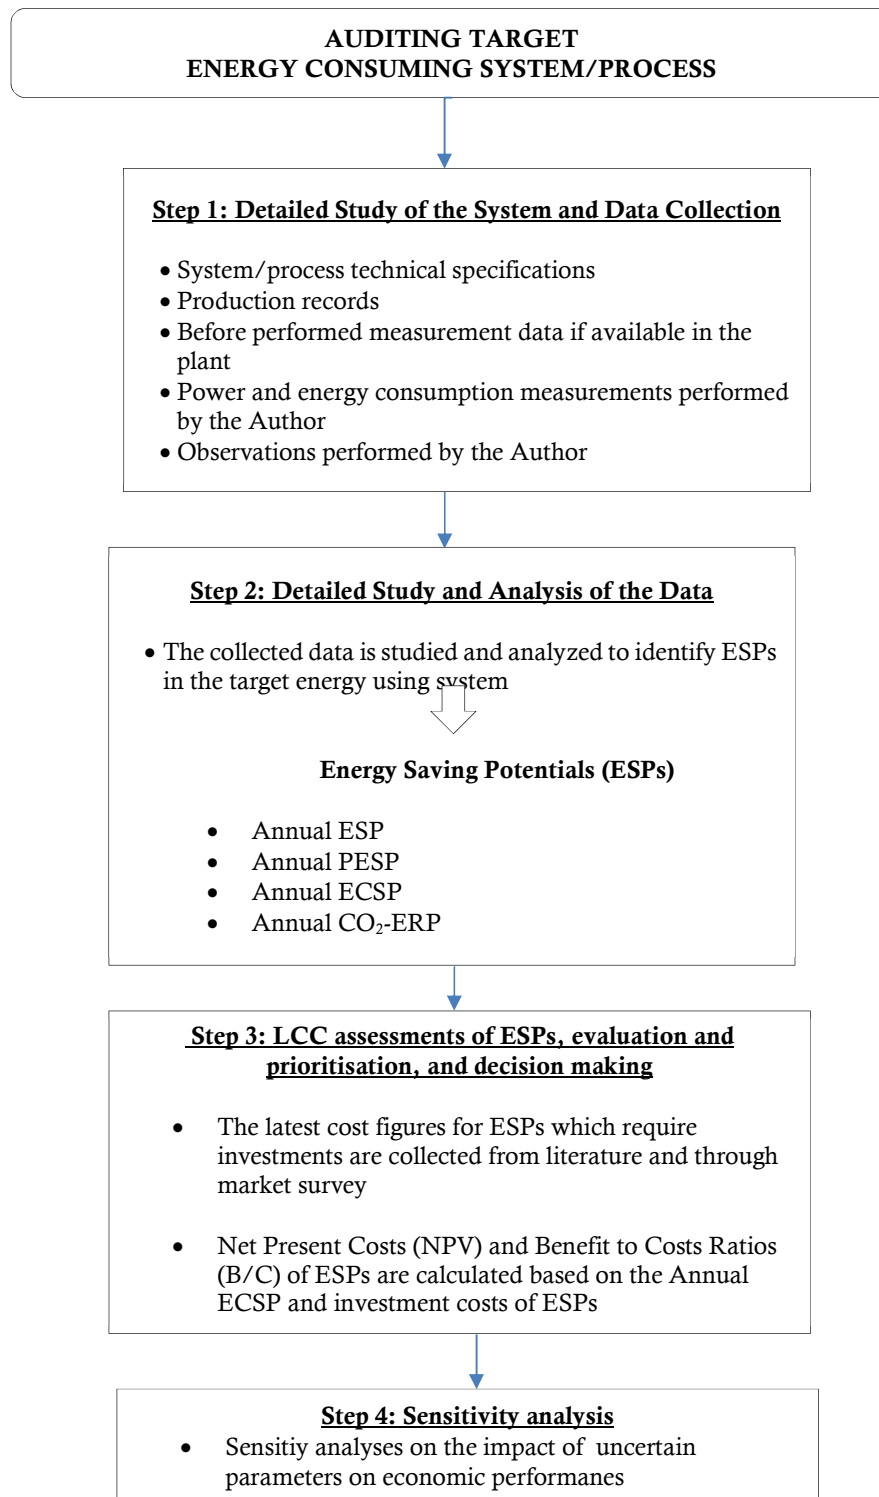 AUDITING TARGET
ENERGY CONSUMING SYSTEM/PROCESS
Step 1: Detailed Study of the System and Data Collection
• System/process technical specifications
• Production records
• Before performed measurement data if available in the
plant
• Power and energy consumption measurements performed
by the Author
• Observations performed by the Author
Step 2: Detailed Study and Analysis of the Data
• The collected data is studied and analyzed to identify ESPs
in the target energy using system
Energy Saving Potentials (ESPs)
• Annual ESP
• Annual PESP
• Annual ECSP
• Annual CO₂-ERP
Step 3: LCC assessments of ESPs, evaluation and
prioritisation, and decision making
• The latest cost figures for ESPs which require
investments are collected from literature and through
market survey
• Net Present Costs (NPV) and Benefit to Costs Ratios
(B/C) of ESPs are calculated based on the Annual
ECSP and investment costs of ESPs
Step 4: Sensitivity analysis
• Sensitiy analyses on the impact of uncertain
parameters on economic performanes